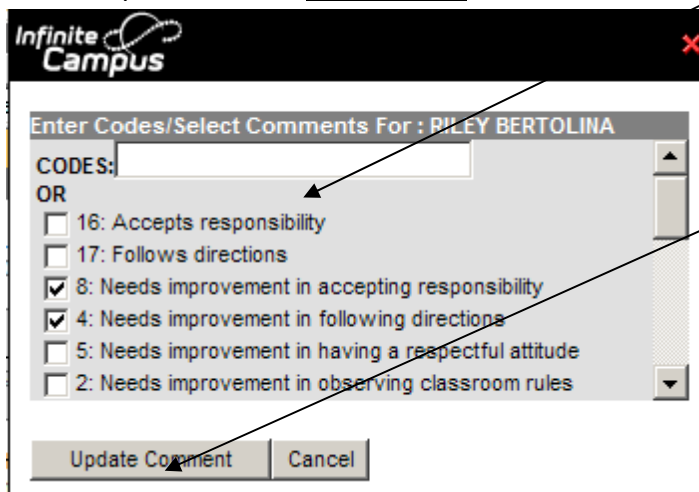 Infinite
Campus
Enter Codes/Select Comments For : RILEY BERTOLINA
CODES:
OR
16: Accepts responsibility
17: Follows directions
8: Needs improvement in accepting responsibility
4: Needs improvement in following directions
5: Needs improvement in having a respectful attitude
2: Needs improvement in observing classroom rules
Update Comment Cancel